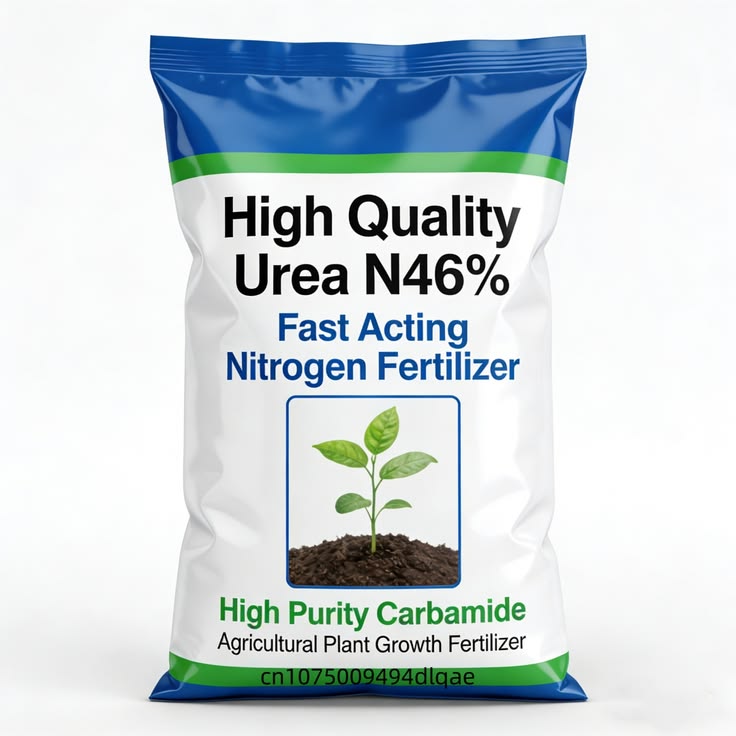 High Quality
Urea N46%
Fast Acting
Nitrogen Fertilizer
High Purity Carbamide
Agricultural Plant Growth Fertilizer
cn1075009494dlqae